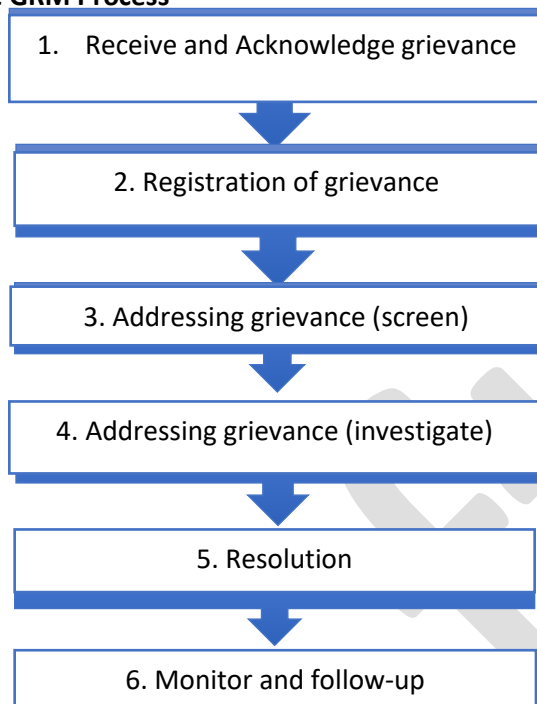 GRM Process
1. Receive and Acknowledge grievance
2. Registration of grievance
3. Addressing grievance (screen)
4. Addressing grievance (investigate)
5. Resolution
6. Monitor and follow-up